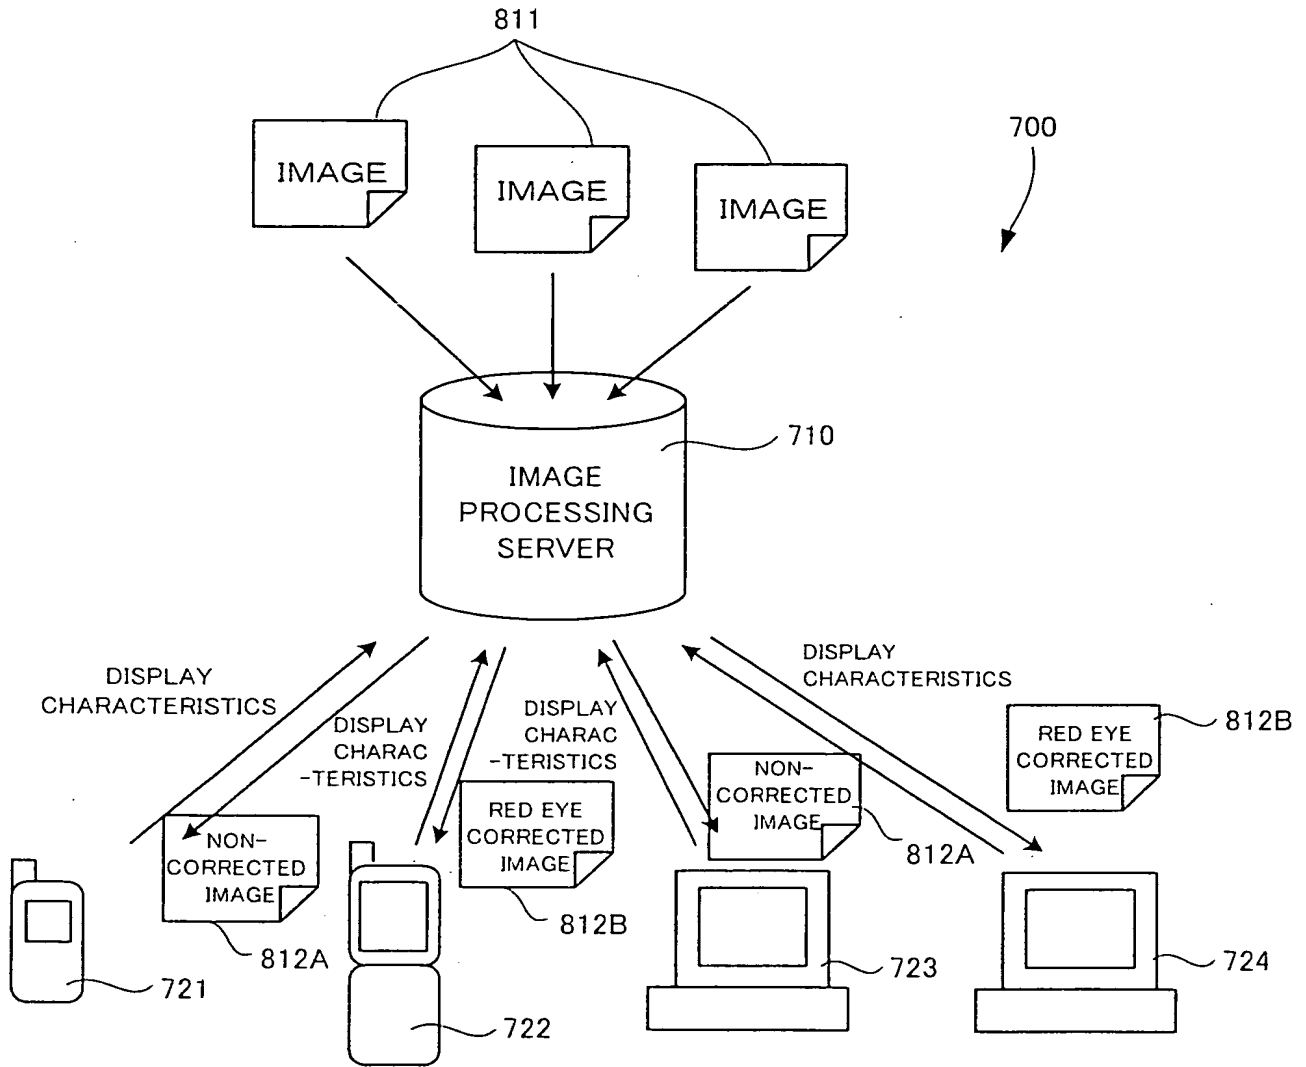 811
700
IMAGE
IMAGE
IMAGE
710
IMAGE
PROCESSING
SERVER
DISPLAY
CHARACTERISTICS
DISPLAY
CHARAC
-TERISTICS
DISPLAY
CHARAC
-TERISTICS
DISPLAY
CHARACTERISTICS
NON-
CORRECTED
IMAGE
812A
RED EYE
CORRECTED
IMAGE
812B
NON-
CORRECTED
IMAGE
812A
RED EYE
CORRECTED
IMAGE
812B
721
722
723
724